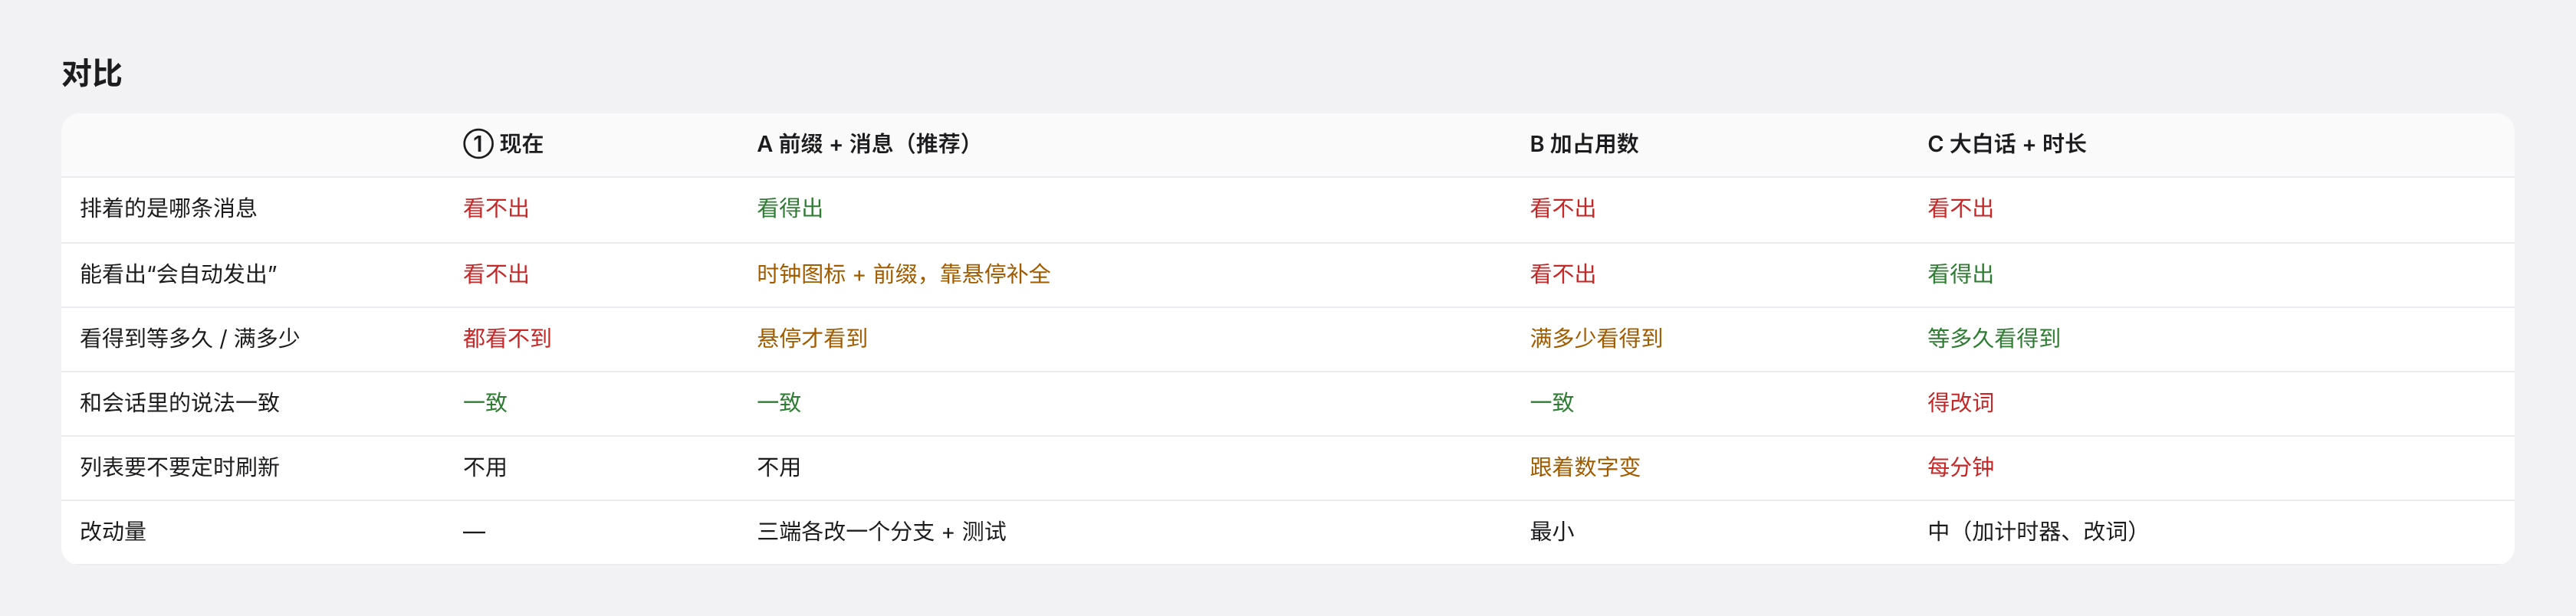 对比
① 现在 A 前缀 + 消息（推荐） B 加占用数 C 大白话 + 时长
排着的是哪条消息 看不出 看得出 看不出 看不出
能看出“会自动发出” 看不出 时钟图标 + 前缀，靠悬停补全 看不出 看得出
看得到等多久 / 满多少 都看不到 悬停才看到 满多少看得到 等多久看得到
和会话里的说法一致 一致 一致 一致 得改词
列表要不要定时刷新 不用 不用 跟着数字变 每分钟
改动量 — 三端各改一个分支 + 测试 最小 中（加计时器、改词）